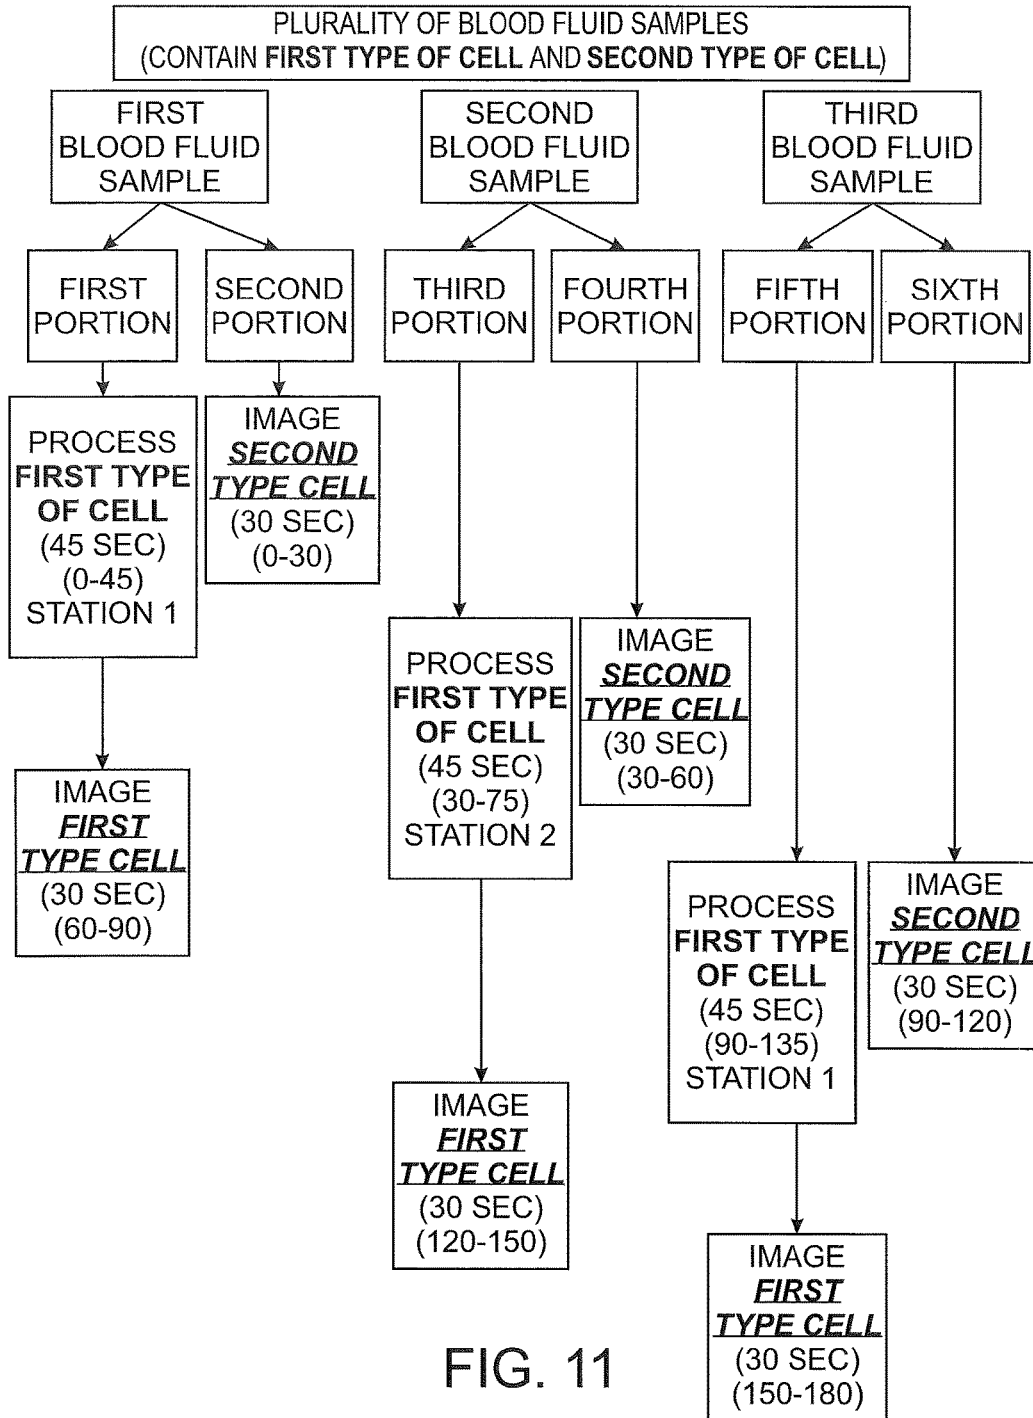 PLURALITY OF BLOOD FLUID SAMPLES
(CONTAIN FIRST TYPE OF CELL AND SECOND TYPE OF CELL)
FIRST
BLOOD FLUID
SAMPLE
SECOND
BLOOD FLUID
SAMPLE
THIRD
BLOOD FLUID
SAMPLE
FIRST
PORTION
SECOND
PORTION
THIRD
PORTION
FOURTH
PORTION
FIFTH
PORTION
SIXTH
PORTION
PROCESS
FIRST TYPE
OF CELL
(45 SEC)
(0-45)
STATION 1
IMAGE
SECOND
TYPE CELL
(30 SEC)
(0-30)
PROCESS
FIRST TYPE
OF CELL
(45 SEC)
(30-75)
STATION 2
IMAGE
SECOND
TYPE CELL
(30 SEC)
(30-60)
IMAGE
FIRST
TYPE CELL
(30 SEC)
(60-90)
PROCESS
FIRST TYPE
OF CELL
(45 SEC)
(90-135)
STATION 1
IMAGE
SECOND
TYPE CELL
(30 SEC)
(90-120)
IMAGE
FIRST
TYPE CELL
(30 SEC)
(120-150)
IMAGE
FIRST
TYPE CELL
(30 SEC)
(150-180)
FIG. 11